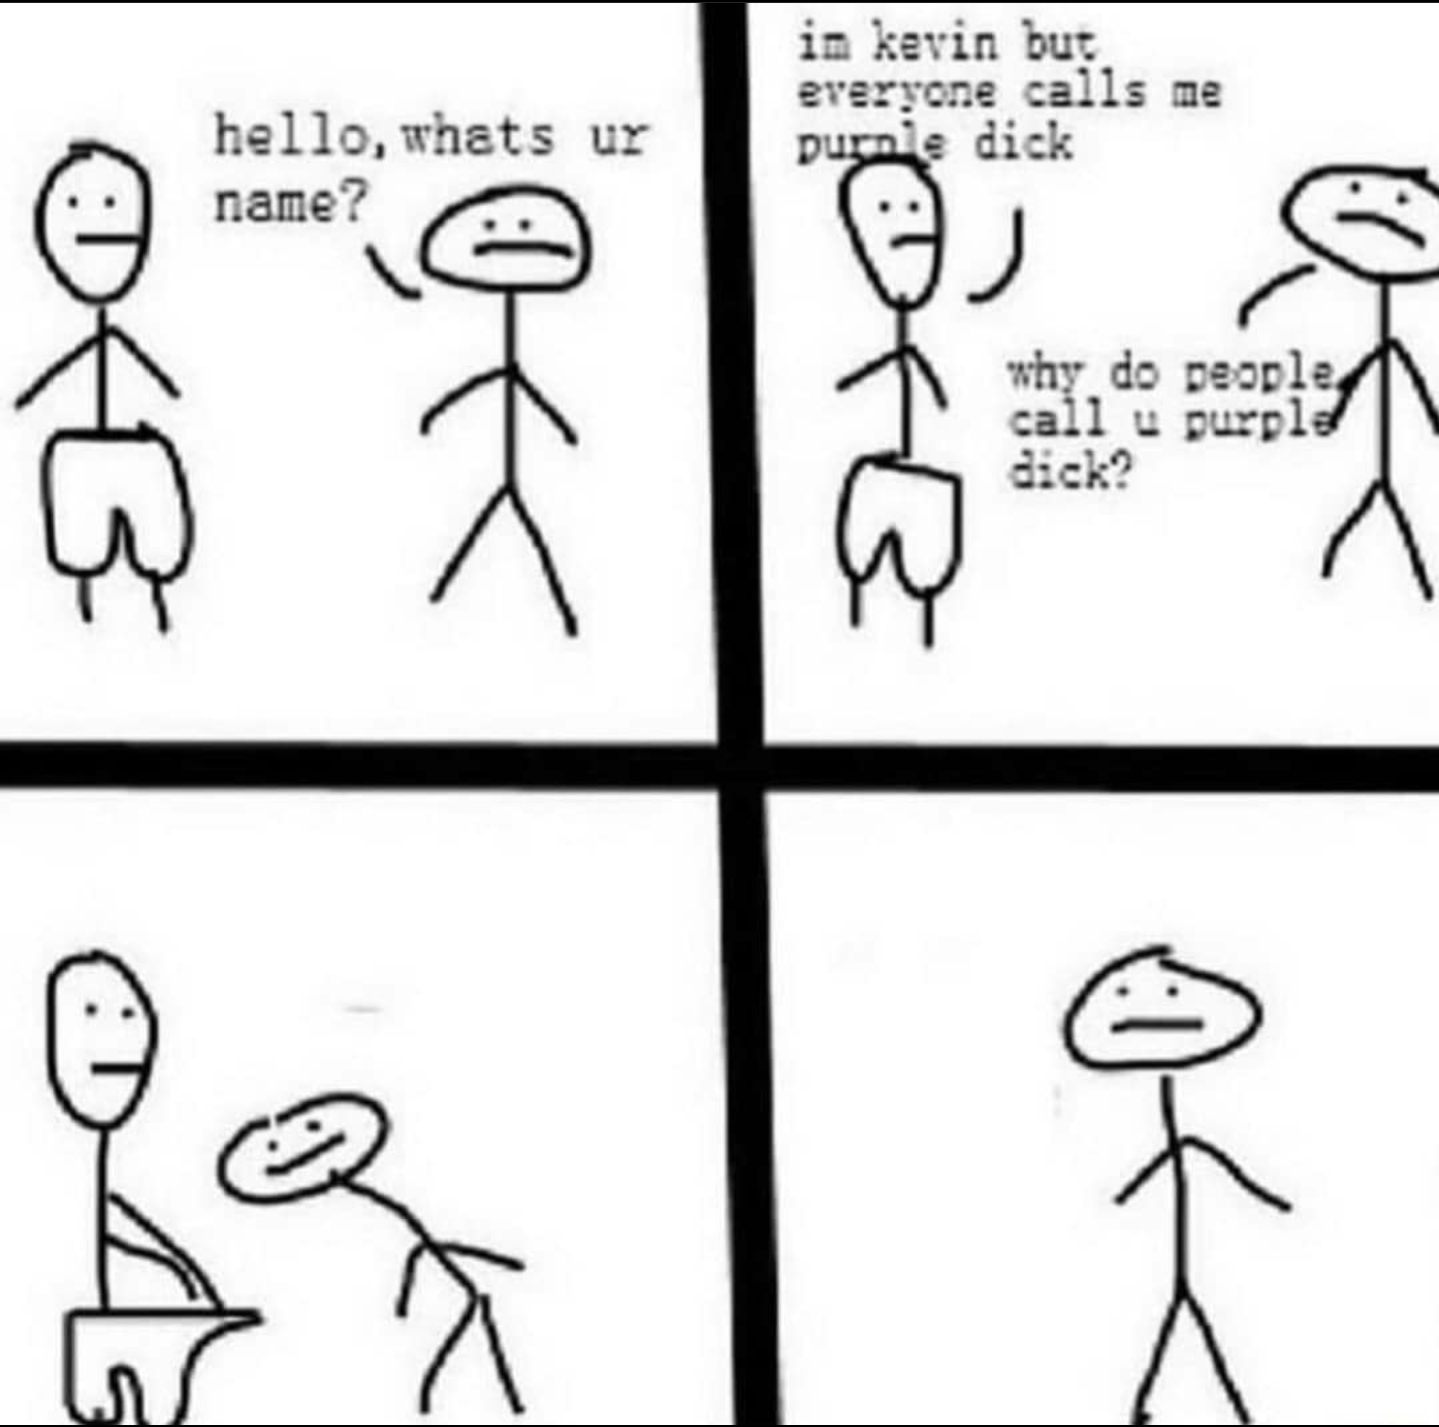 hello, whats ur
name?
im kevin but
everyone calls me
purple dick
why do people
call u purple
dick?